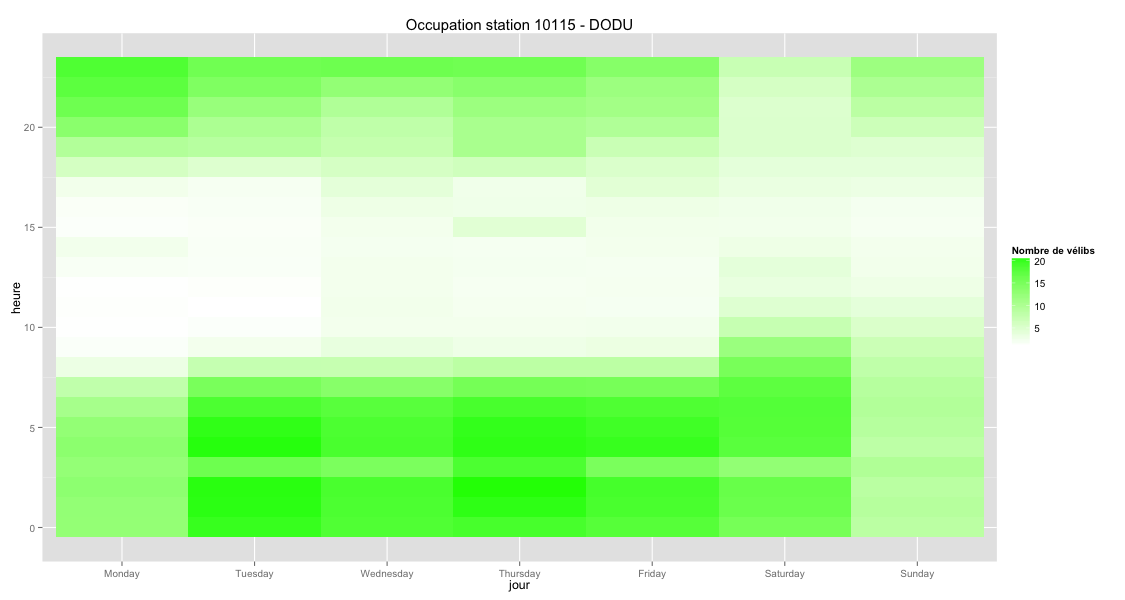 Occupation station 10115 - DODU
heure
20
15
10
5
0
Monday Tuesday Wednesday Thursday Friday Saturday Sunday
jour
Nombre de vélibs
20
15
10
5